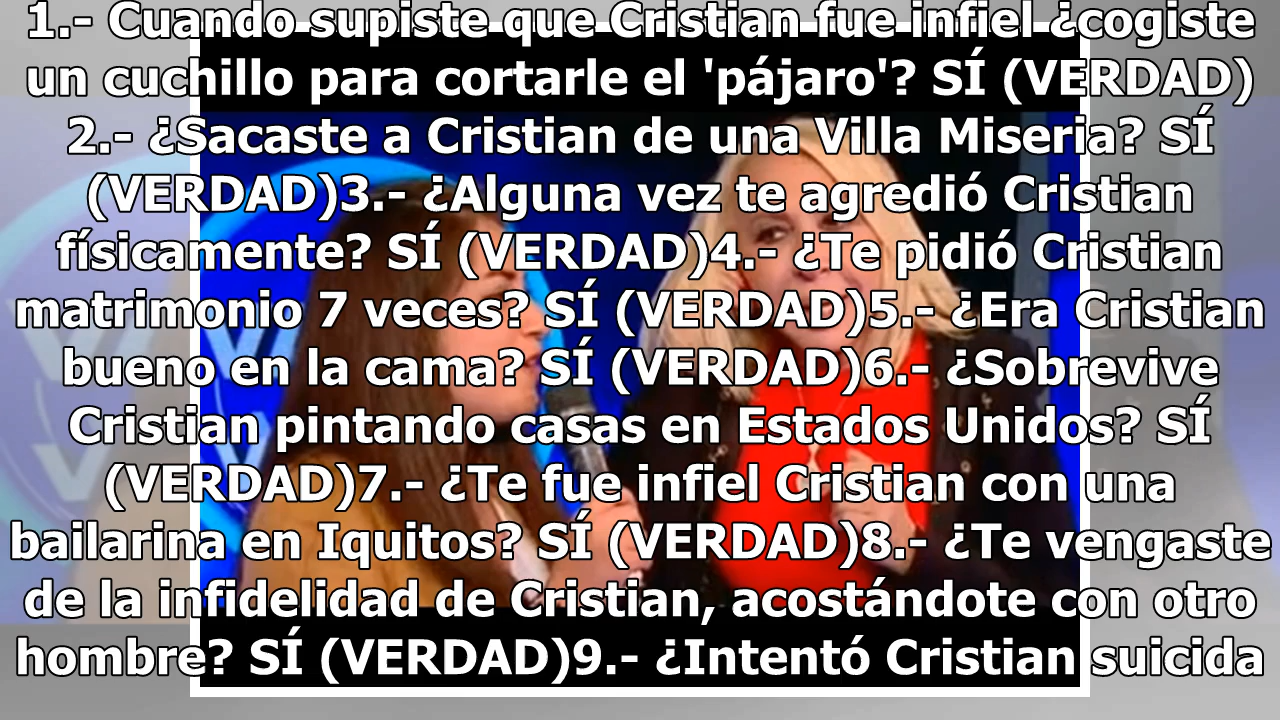 1.- Cuando supiste que Cristian fue infiel ¿cogiste
un cuchillo para cortarle el 'pájaro'? SÍ (VERDAD)
2.- ¿Sacaste a Cristian de una Villa Miseria? SÍ
(VERDAD)3.- ¿Alguna vez te agredió Cristian
físicamente? SÍ (VERDAD)4.- ¿Te pidió Cristian
matrimonio 7 veces? SÍ (VERDAD)5.- ¿Era Cristian
bueno en la cama? SÍ (VERDAD)6.- ¿Sobrevive
Cristian pintando casas en Estados Unidos? SÍ
(VERDAD)7.- ¿Te fue infiel Cristian con una
bailarina en Iquitos? SÍ (VERDAD)8.- ¿Te vengaste
de la infidelidad de Cristian, acostándote con otro
hombre? SÍ (VERDAD)9.- ¿Intentó Cristian suicida